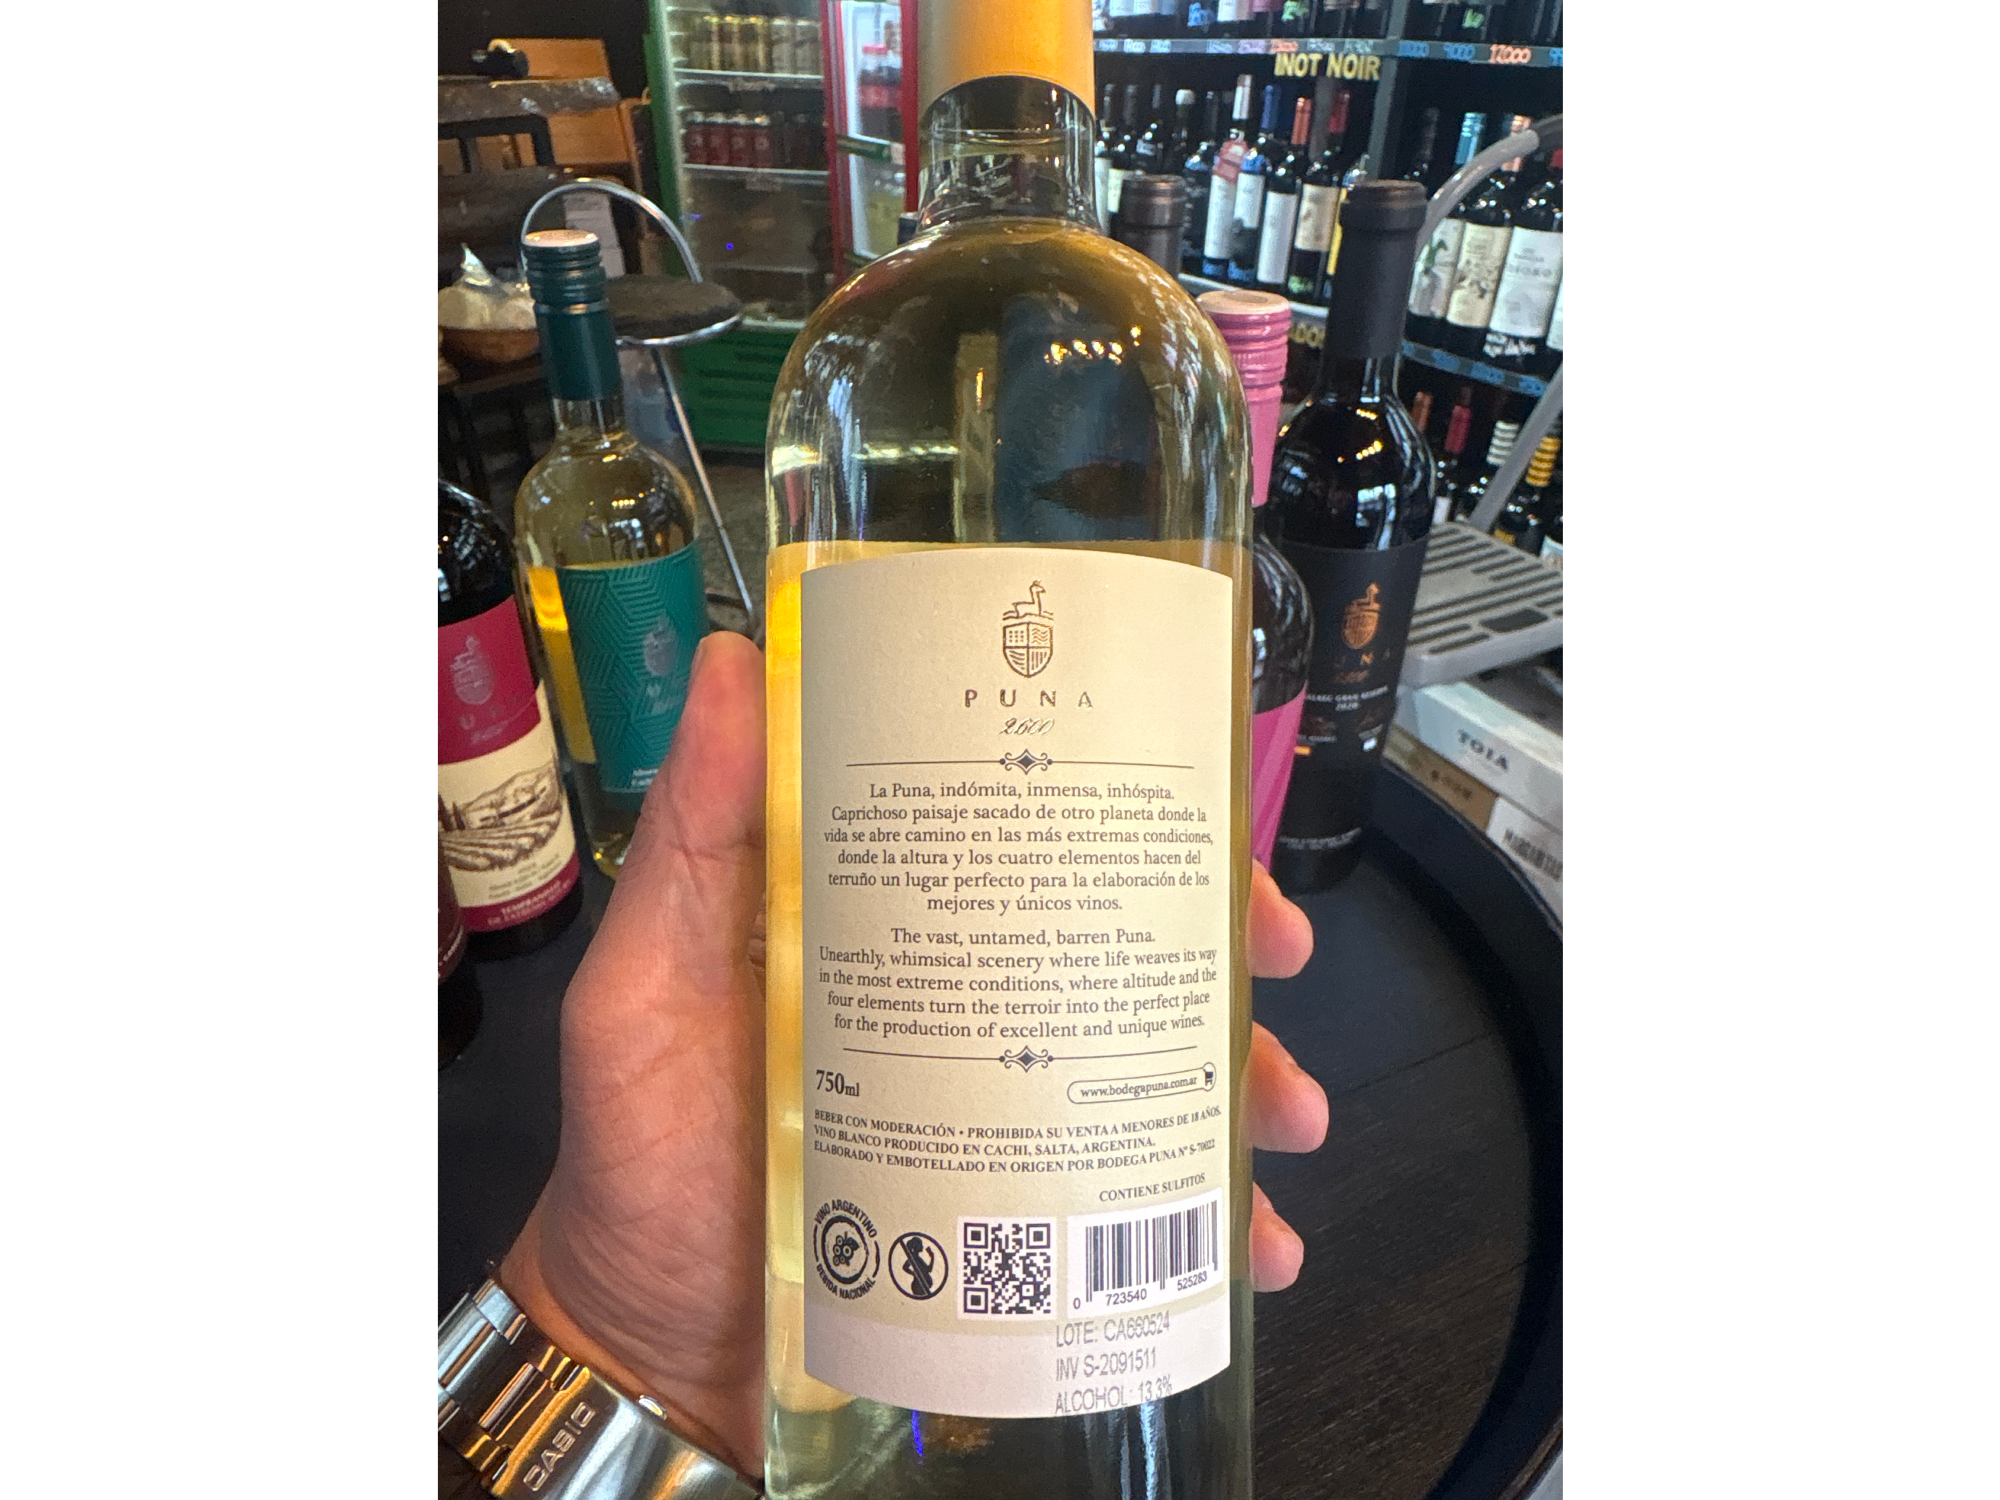 INOT NOIR
17.000
PUNA
2600
La Puna, indómita, inmensa, inhóspita.
Caprichoso paisaje sacado de otro planeta donde la
vida se abre camino en las más extremas condiciones,
donde la altura y los cuatro elementos hacen del
terruño un lugar perfecto para la elaboración de los
mejores y únicos vinos.
The vast, untamed, barren Puna.
Unearthly, whimsical scenery where life weaves its way
in the most extreme conditions, where altitude and the
four elements turn the terroir into the perfect place
for the production of excellent and unique wines.
750ml
www.bodegapuna.com.ar
BEBER CON MODERACIÓN • PROHIBIDA SU VENTA A MENORES DE 18 AÑOS.
VINO BLANCO PRODUCIDO EN CACHI, SALTA, ARGENTINA.
ELABORADO Y EMBOTELLADO EN ORIGEN POR BODEGA PUNA N° S-70022
CONTIENE SULFITOS
VINO ARGENTINO
BEBIDA NACIONAL
0 723540 525283
LOTE: CA660524
INV S-2091511
ALCOHOL: 13.3%
TEMPRANILLO
2020
CASIO